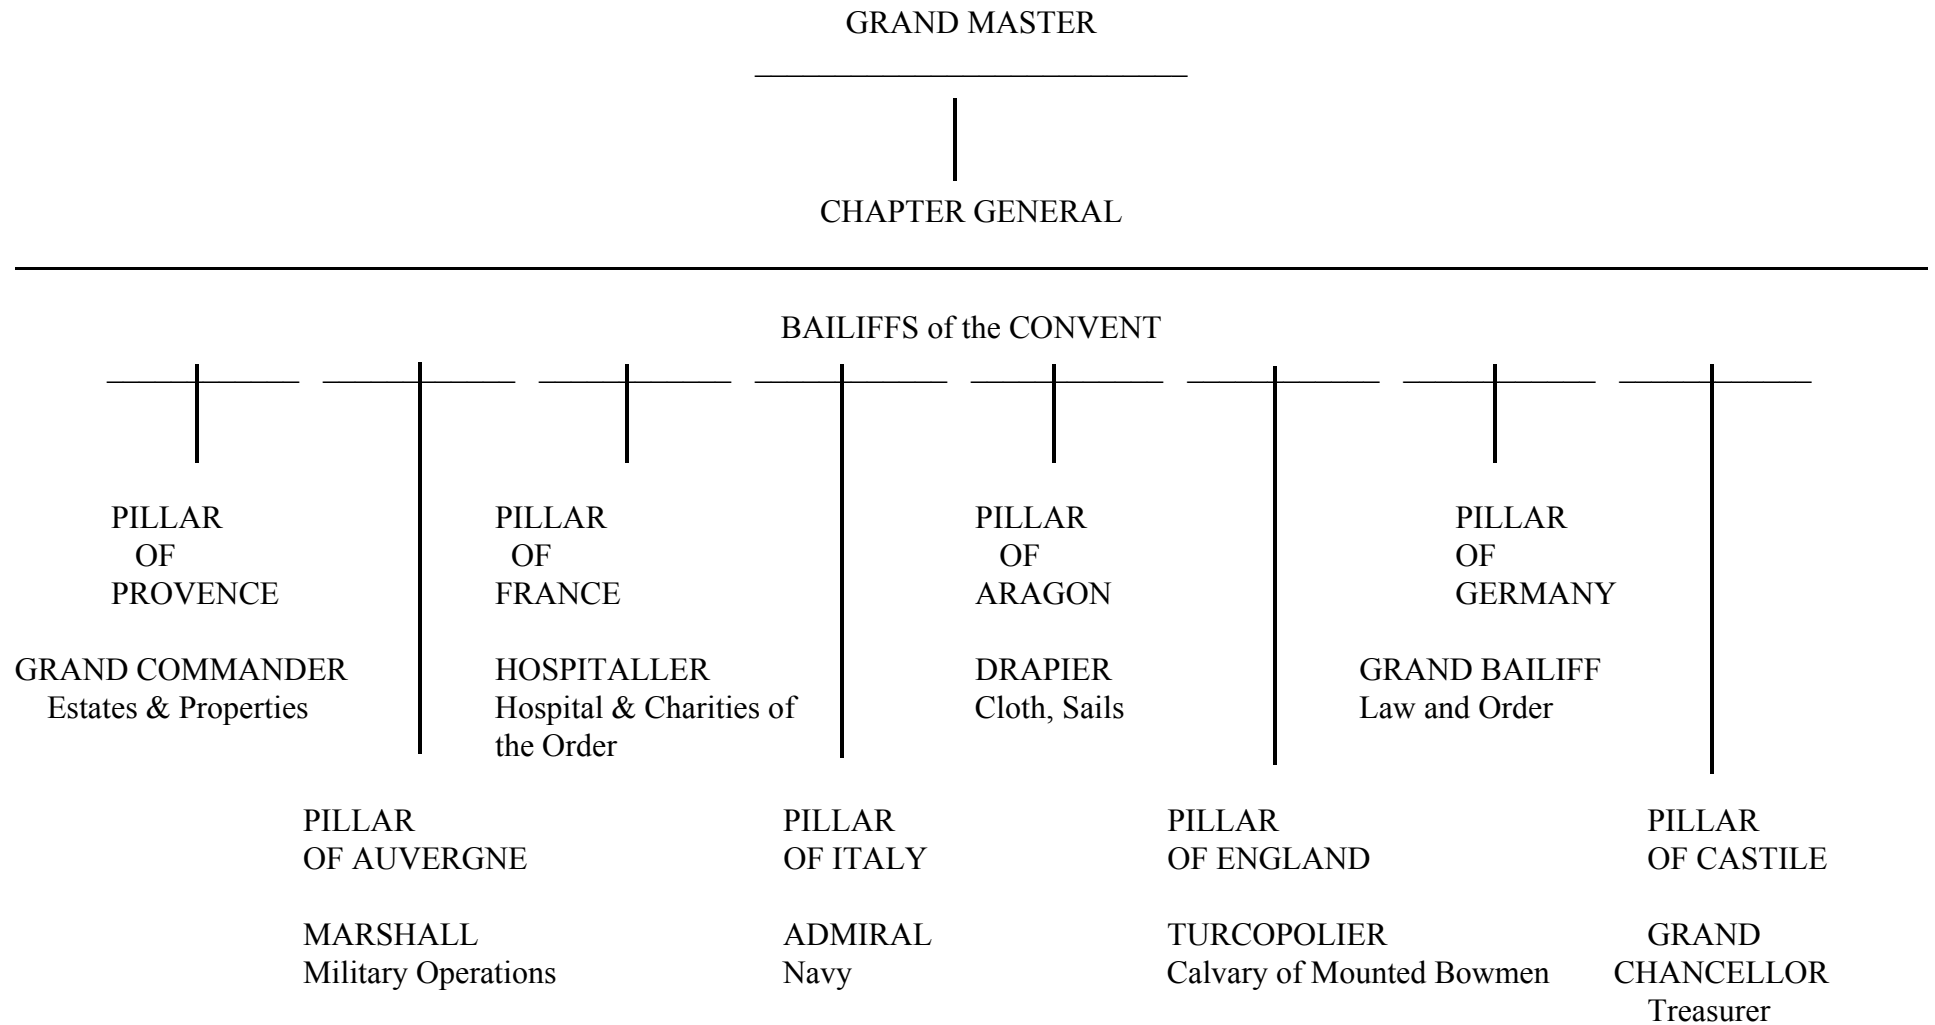 GRAND MASTER
CHAPTER GENERAL
BAILIFFS of the CONVENT
PILLAR
OF
PROVENCE
GRAND COMMANDER
Estates & Properties
PILLAR
OF
FRANCE
HOSPITALLER
Hospital & Charities of
the Order
PILLAR
OF
ARAGON
DRAPIER
Cloth, Sails
PILLAR
OF
GERMANY
GRAND BAILIFF
Law and Order
PILLAR
OF AUVERGNE
MARSHALL
Military Operations
PILLAR
OF ITALY
ADMIRAL
Navy
PILLAR
OF ENGLAND
TURCOPOLIER
Calvary of Mounted Bowmen
PILLAR
OF CASTILE
GRAND
CHANCELLOR
Treasurer